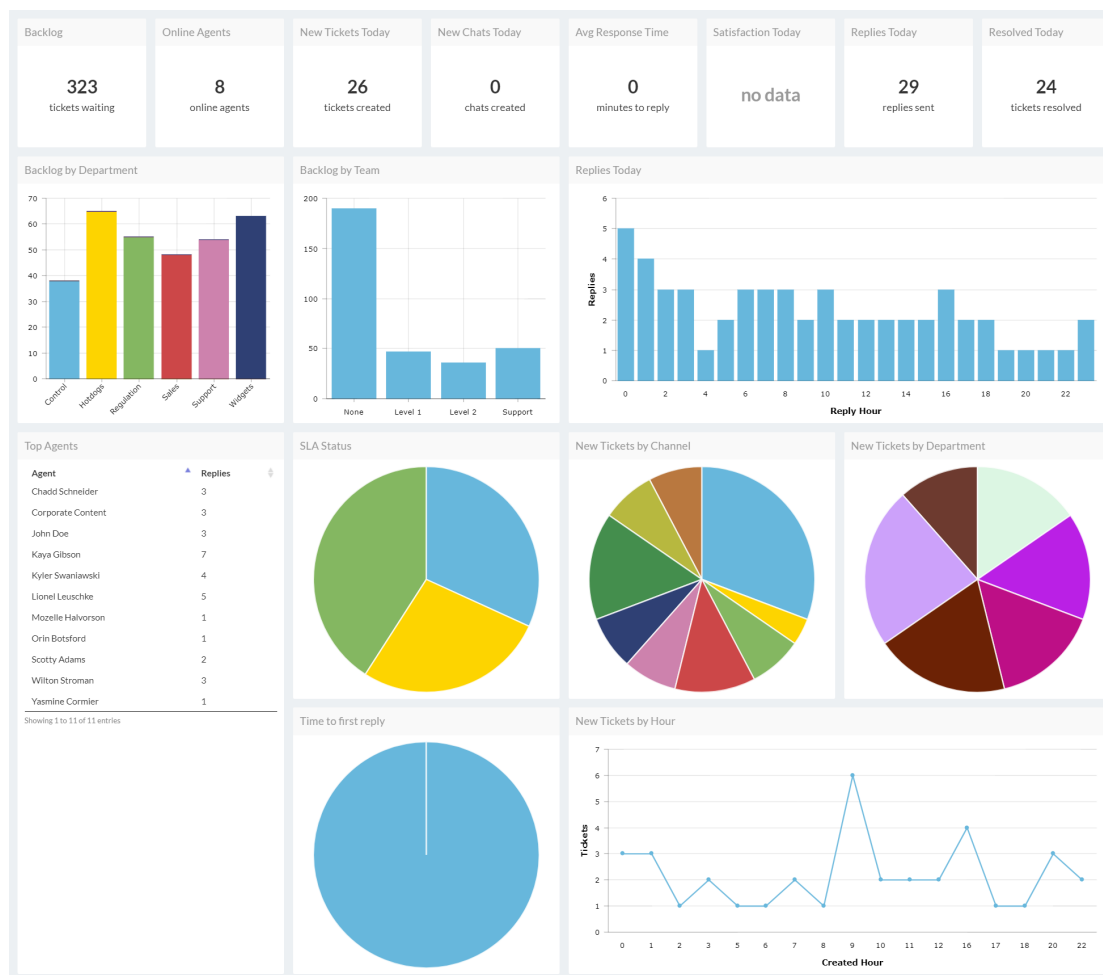 Backlog
323
tickets waiting
Online Agents
8
online agents
New Tickets Today
26
tickets created
New Chats Today
0
chats created
Avg Response Time
0
minutes to reply
Satisfaction Today
no data
Replies Today
29
replies sent
Resolved Today
24
tickets resolved
Backlog by Department
70
60
50
40
30
20
10
0
Control
Hotdogs
Regulation
Sales
Support
Widgets
Backlog by Team
200
150
100
50
0
None Level 1 Level 2 Support
Replies Today
Replies
6
5
4
3
2
1
0
0 2 4 6 8 10 12 14 16 18 20 22
Reply Hour
Top Agents
Agent Replies
Chadd Schneider 3
Corporate Content 3
John Doe 3
Kaya Gibson 7
Kyler Swaniawski 4
Lionel Leuschke 5
Mozelle Halvorson 1
Orin Botsford 1
Scotty Adams 2
Wilton Stroman 3
Yasmine Cormier 1
Showing 1 to 11 of 11 entries
SLA Status
New Tickets by Channel
New Tickets by Department
Time to first reply
New Tickets by Hour
Tickets
7
6
5
4
3
2
1
0
0 1 2 3 5 6 7 8 9 10 11 12 16 17 18 20 22
Created Hour